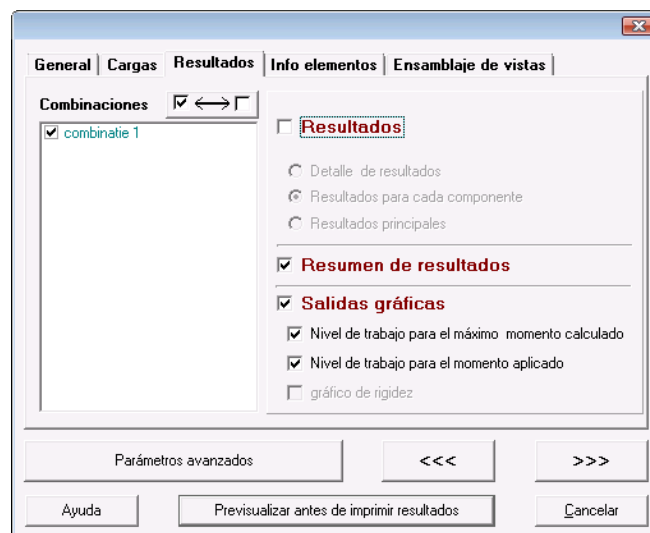 General Cargas Resultados Info elementos Ensamblaje de vistas
Combinaciones
combinatie 1
Resultados
Detalle de resultados
Resultados para cada componente
Resultados principales
Resumen de resultados
Salidas gráficas
Nivel de trabajo para el máximo momento calculado
Nivel de trabajo para el momento aplicado
gráfico de rigidez
Parámetros avanzados <<< >>>
Ayuda Previsualizar antes de imprimir resultados Cancelar